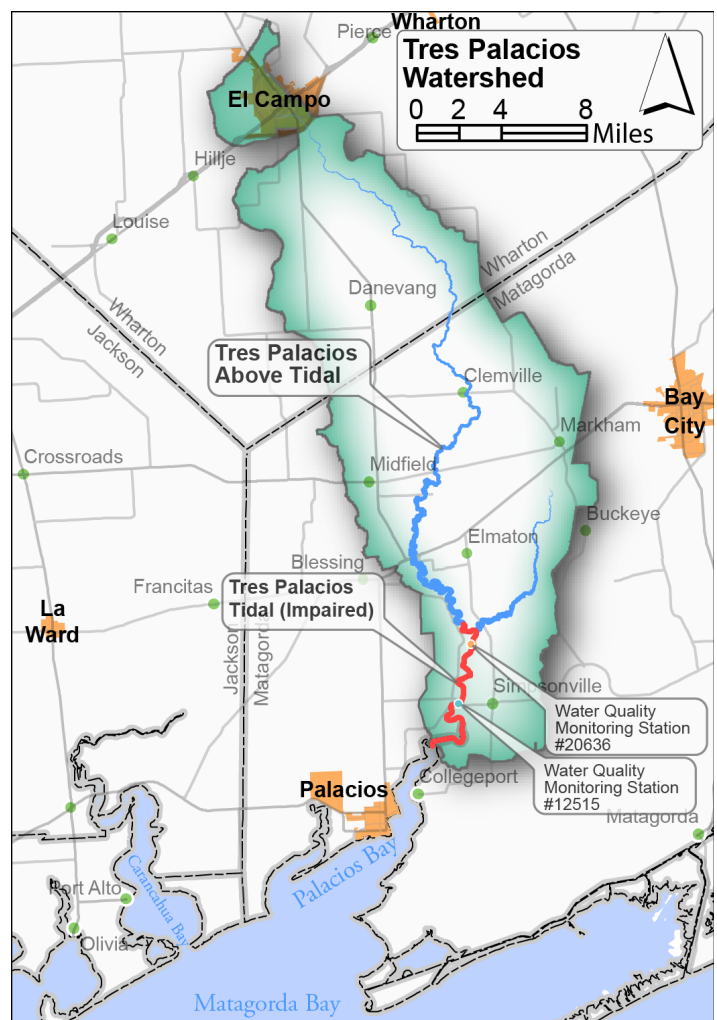 Wharton
Pierce
Tres Palacios
Watershed
0 2 4 8
Miles
El Campo
Hillje
Louise
Wharton
Matagorda
Danevang
Wharton
Jackson
Tres Palacios
Above Tidal
Clemville
Bay
City
Markham
Crossroads
Midfield
Buckeye
Elmaton
Blessing
Francitas
Tres Palacios
Tidal (Impaired)
La
Ward
Jackson
Matagorda
Simpsonville
Water Quality
Monitoring Station
#20636
Water Quality
Monitoring Station
#12515
Collegeport
Palacios
Matagorda
Palacios Bay
Carancahua Bay
Port Alto
Olivia
Matagorda Bay